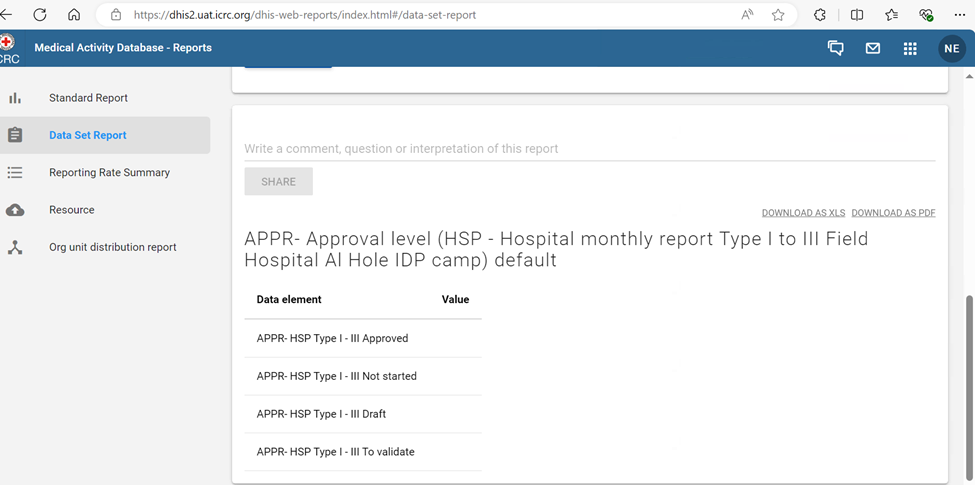 https://dhis2.uat.icrc.org/dhis-web-reports/index.html#/data-set-report
CRC
Medical Activity Database - Reports
NE
Standard Report
Data Set Report
Reporting Rate Summary
Resource
Org unit distribution report
Write a comment, question or interpretation of this report
SHARE
DOWNLOAD AS XLS DOWNLOAD AS PDF
APPR- Approval level (HSP - Hospital monthly report Type I to III Field
Hospital Al Hole IDP camp) default
Data element Value
APPR- HSP Type I - III Approved
APPR- HSP Type I - III Not started
APPR- HSP Type I - III Draft
APPR- HSP Type I - III To validate